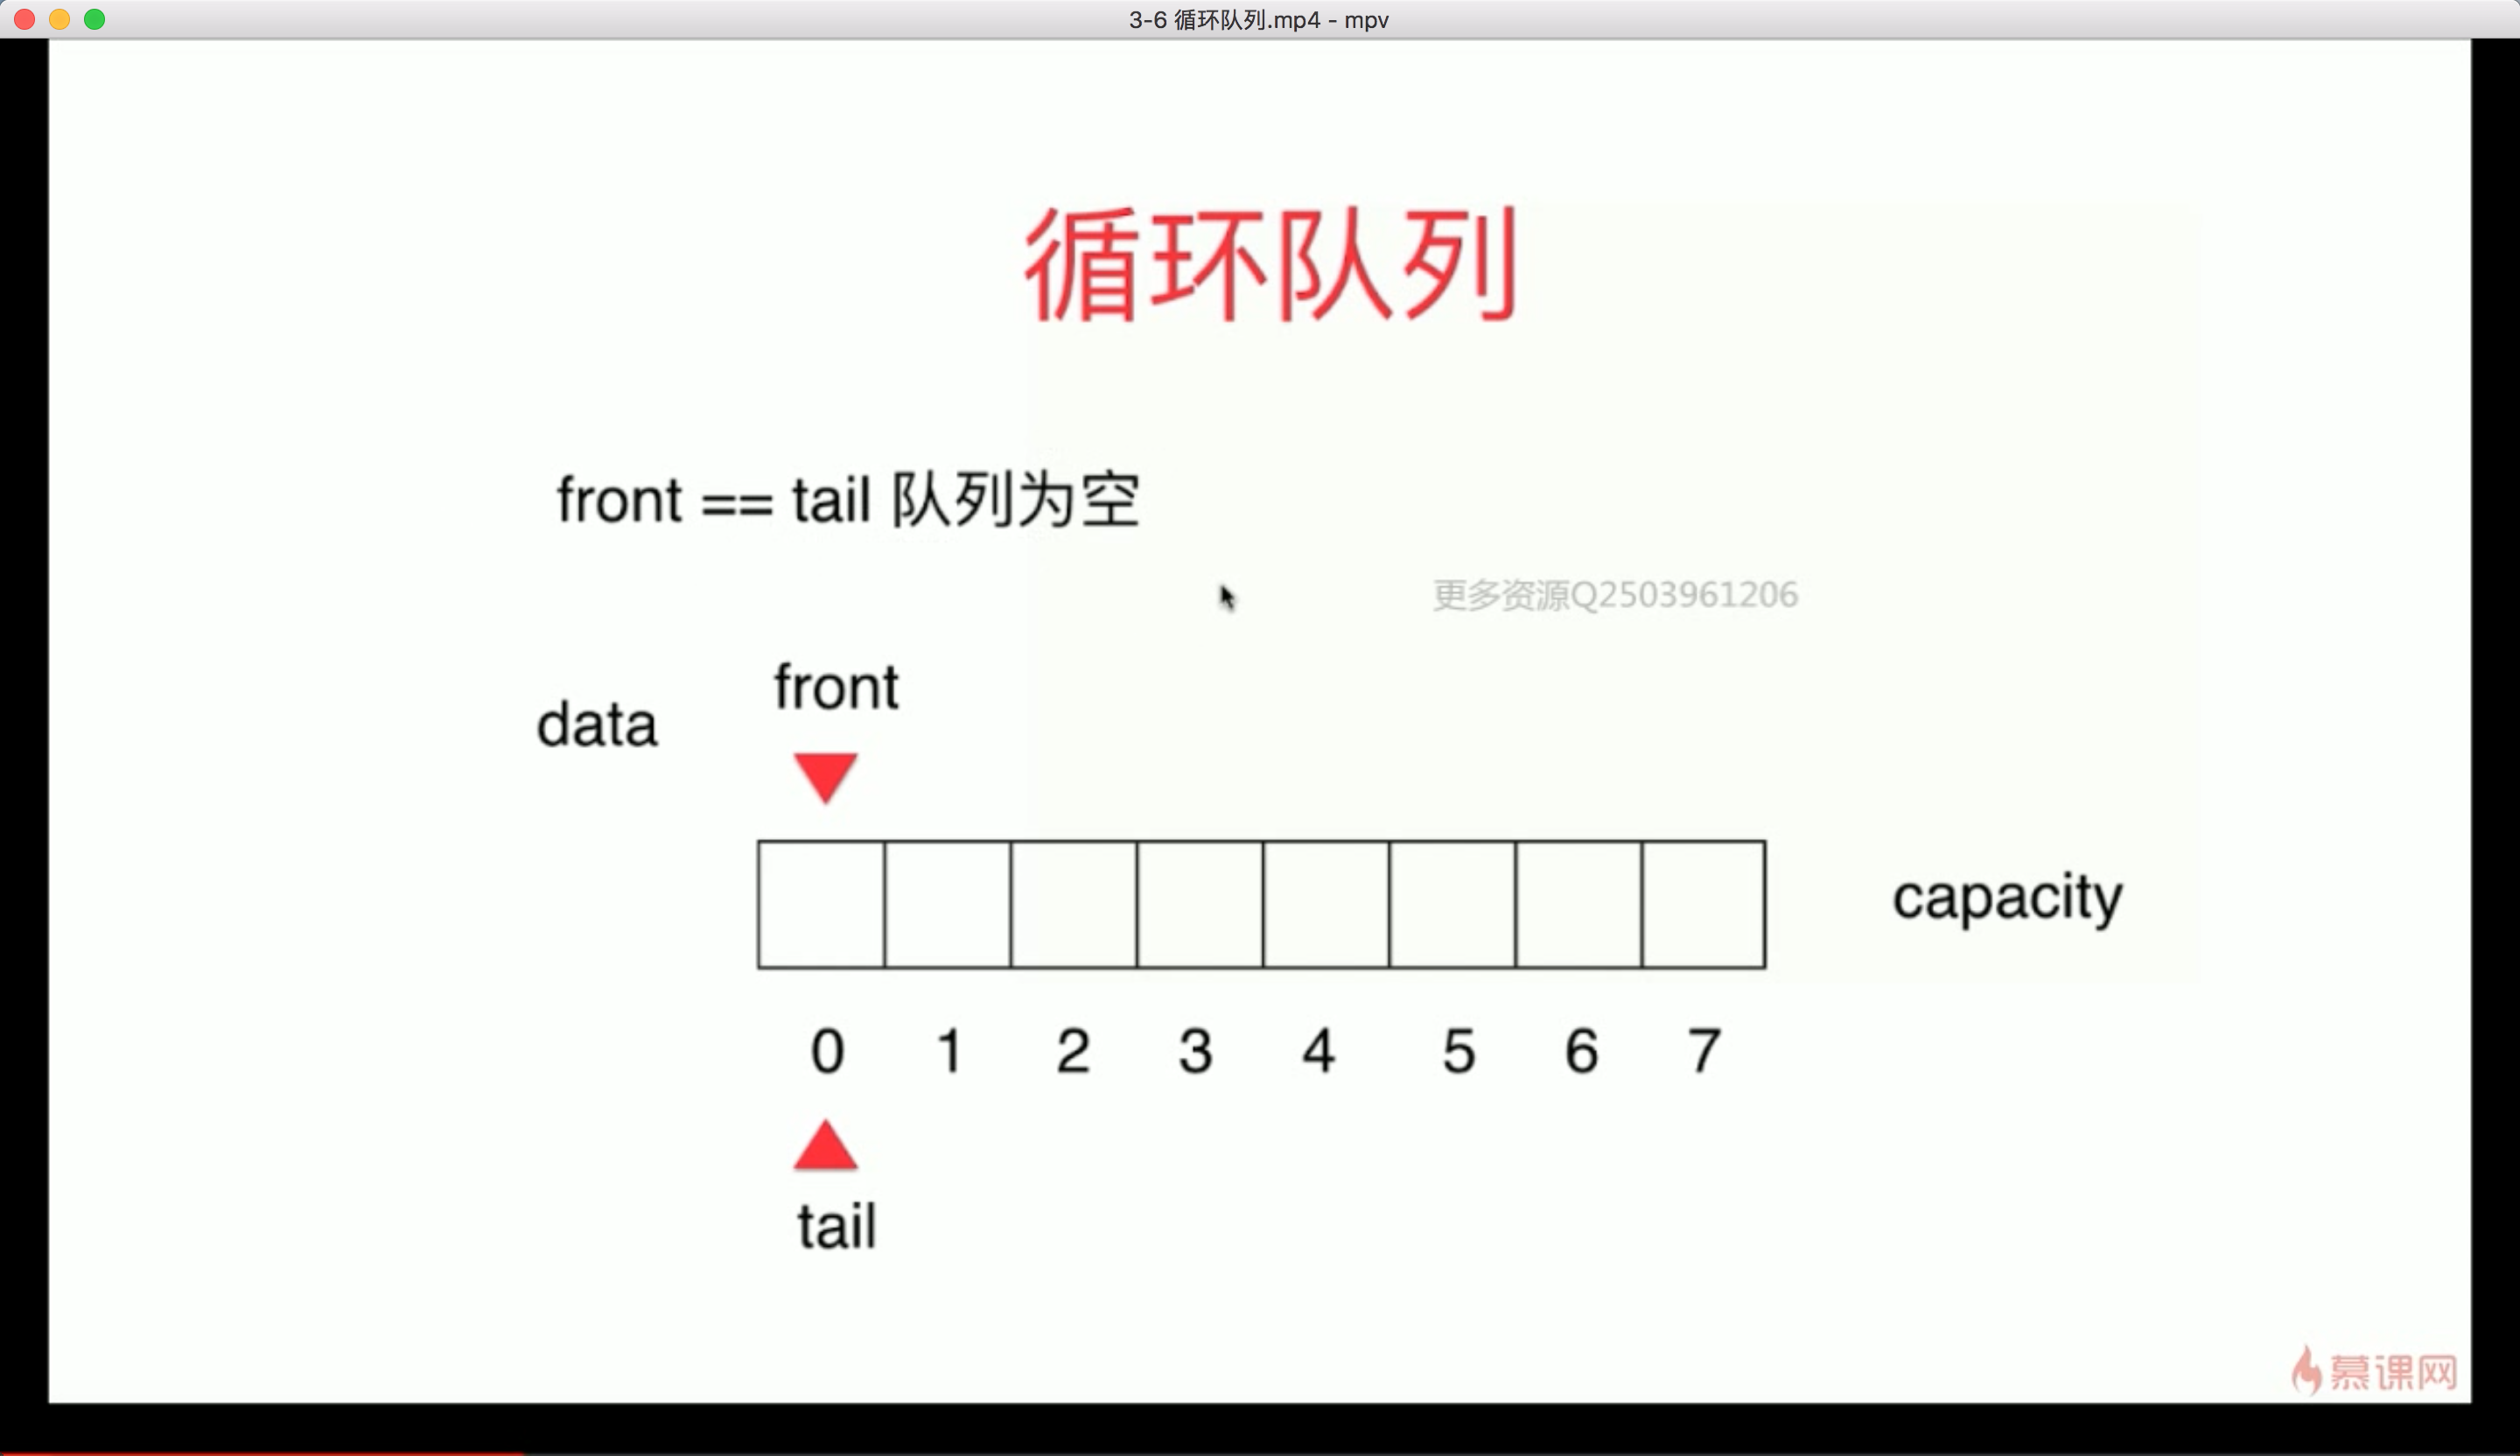 3-6 循环队列.mp4 - mpv
循环队列
front == tail 队列为空
更多资源Q2503961206
front
data
capacity
0 1 2 3 4 5 6 7
tail
慕课网